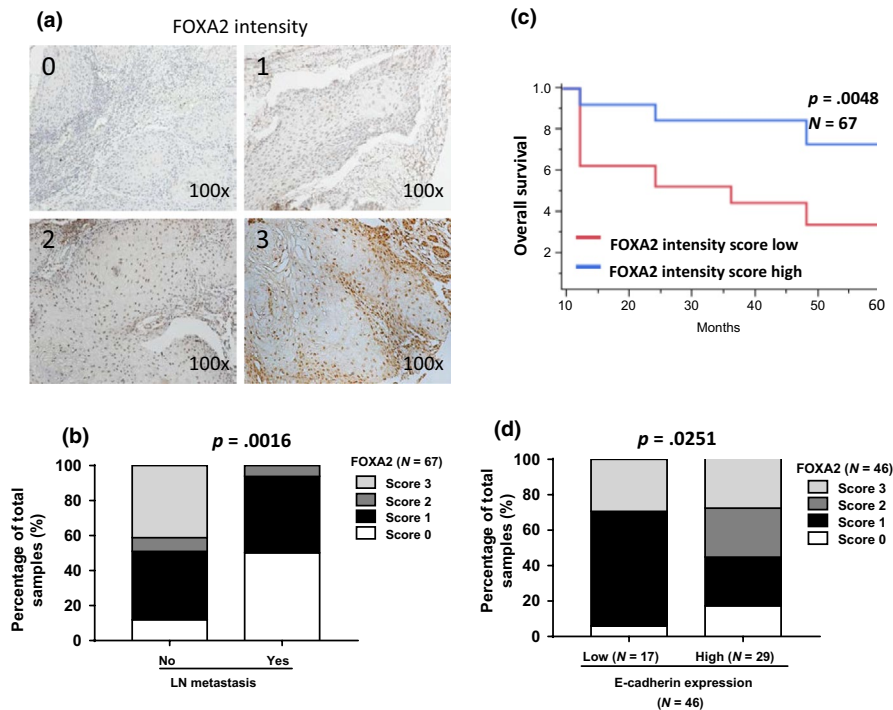 (a)
FOXA2 intensity
0
100x
1
100x
2
100x
3
100x
(c)
Overall survival
1.0
8
6
4
2
p = .0048
N = 67
FOXA2 intensity score low
FOXA2 intensity score high
10 20 30 40 50 60
Months
(b)
p = .0016
Percentage of total
samples (%)
100
80
60
40
20
0
FOXA2 (N = 67)
Score 3
Score 2
Score 1
Score 0
No Yes
LN metastasis
(d)
p = .0251
Percentage of total
samples (%)
100
80
60
40
20
0
FOXA2 (N = 46)
Score 3
Score 2
Score 1
Score 0
Low (N = 17) High (N = 29)
E-cadherin expression
(N = 46)